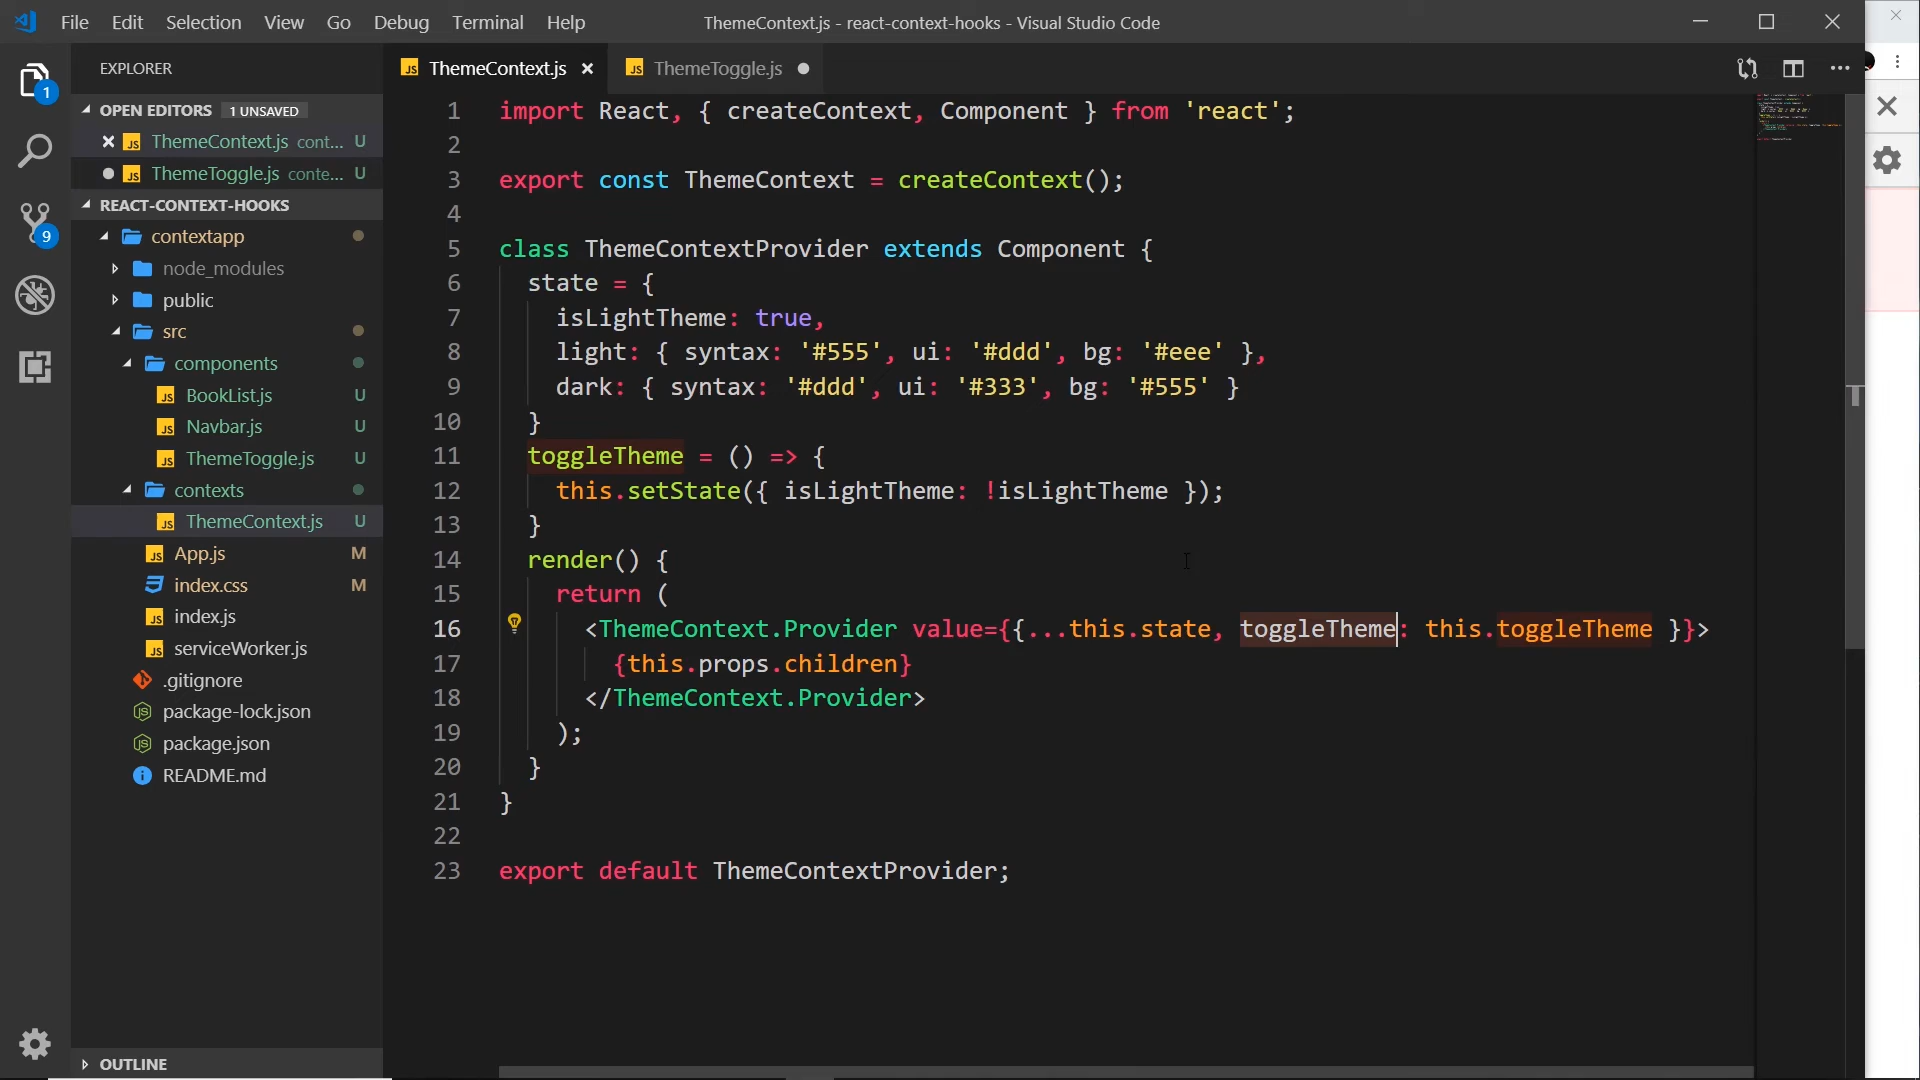 File Edit Selection View Go Debug Terminal Help
ThemeContext.js - react-context-hooks - Visual Studio Code
EXPLORER
ThemeContext.js
ThemeToggle.js
1
9
OPEN EDITORS 1 UNSAVED
ThemeContext.js cont... U
ThemeToggle.js conte... U
REACT-CONTEXT-HOOKS
contextapp
node_modules
public
src
components
BookList.js U
Navbar.js U
ThemeToggle.js U
contexts
ThemeContext.js U
App.js M
index.css M
index.js
serviceWorker.js
.gitignore
package-lock.json
package.json
README.md
OUTLINE
1 import React, { createContext, Component } from 'react';
2
3 export const ThemeContext = createContext();
4
5 class ThemeContextProvider extends Component {
6 state = {
7 isLightTheme: true,
8 light: { syntax: '#555', ui: '#ddd', bg: '#eee' },
9 dark: { syntax: '#ddd', ui: '#333', bg: '#555' }
10 }
11 toggleTheme = () => {
12 this.setState({ isLightTheme: !isLightTheme });
13 }
14 render() {
15 return (
16 <ThemeContext.Provider value={{...this.state, toggleTheme: this.toggleTheme }}>
17 {this.props.children}
18 </ThemeContext.Provider>
19 );
20 }
21 }
22
23 export default ThemeContextProvider;